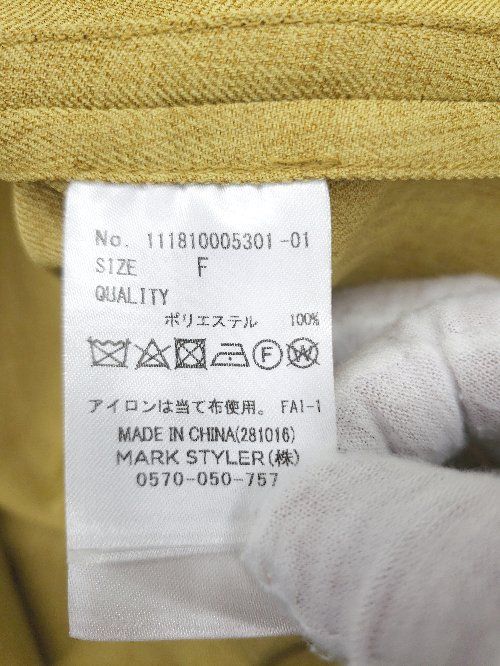 No. 111810005301-01
SIZE F
QUALITY
ポリエステル 100%
F W
アイロンは当て布使用。 FA1-1
MADE IN CHINA(281016)
MARK STYLER(株)
0570-050-757